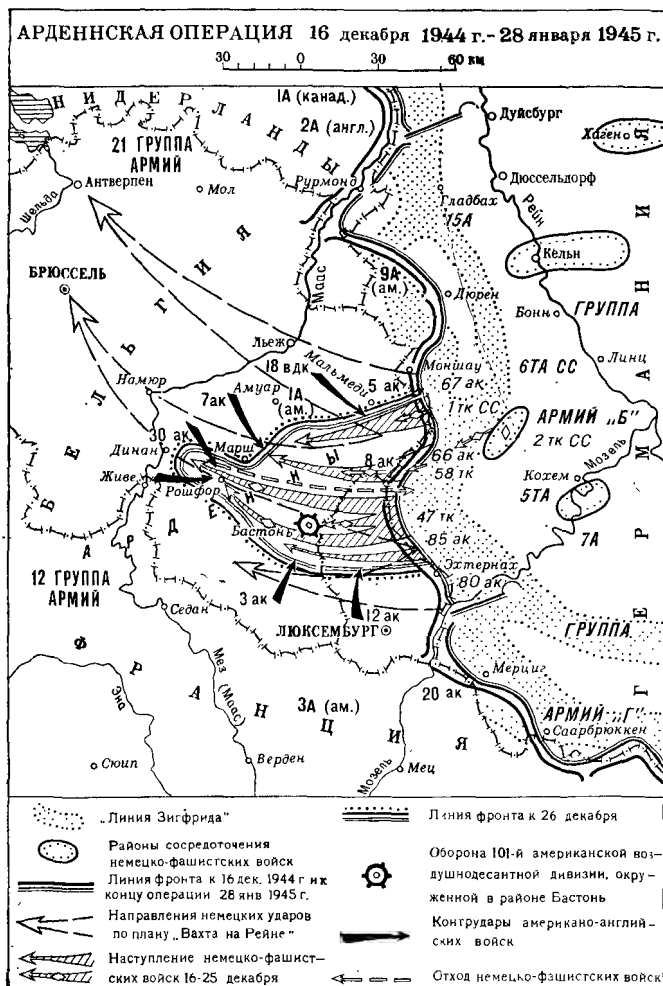 АРДЕННСКАЯ ОПЕРАЦИЯ 16 декабря 1944 г.-28 января 1945 г.
30 0 30 60 км
НИДЕРЛАНДЫ
1А (канад.)
2А (англ.)
21 ГРУППА
АРМИЙ
Дуйсбург
Хаген
Антверпен
Мол
Рурмонд
Дюссельдорф
Шельда
Гладбах
15А
Рейн
БЕЛЬГИЯ
ГЕРМАНИЯ
БРЮССЕЛЬ
Маас
9А
(ам.)
Кельн
Дюрен
Бонн
ГРУППА
Льеж
Моншау
Линц
18 вдк
Мальмеди
5 ак
67 ак
6ТА СС
Намюр
Амуар
7ак
1А
(ам.)
1тк СС
АРМИЙ „Б"
2 тк СС
30 ак
Динан
Марш
8 ак
66 ак
58 тк
Мозель
Кохем
Живе
Рошфор
АРДЕННЫ
5ТА
47 тк
Бастонь
85 ак
7А
12 ГРУППА
АРМИЙ
Эхтернах
80 ак
3 ак
12 ак
Седан
ЛЮКСЕМБУРГ
ГРУППА
ФРАНЦИЯ
Мез (Маас)
Мерциг
Эна
3А (ам.)
20 ак
АРМИЙ „Г"
Саарбрюккен
Сюип
Верден
Мозель
Мец
„Линия Зигфрида"
Районы сосредоточения
немецко-фашистских войск
Линия фронта к 16 дек. 1944 г и к
концу операции 28 янв 1945 г.
Направления немецких ударов
по плану „Вахта на Рейне"
Наступление немецко-фашист-
ских войск 16-25 декабря
Линия фронта к 26 декабря
Оборона 101-й американской воз-
душнодесантной дивизии, окру-
женной в районе Бастонь
Контрудары американо-англий-
ских войск
Отход немецко-фашистских войск